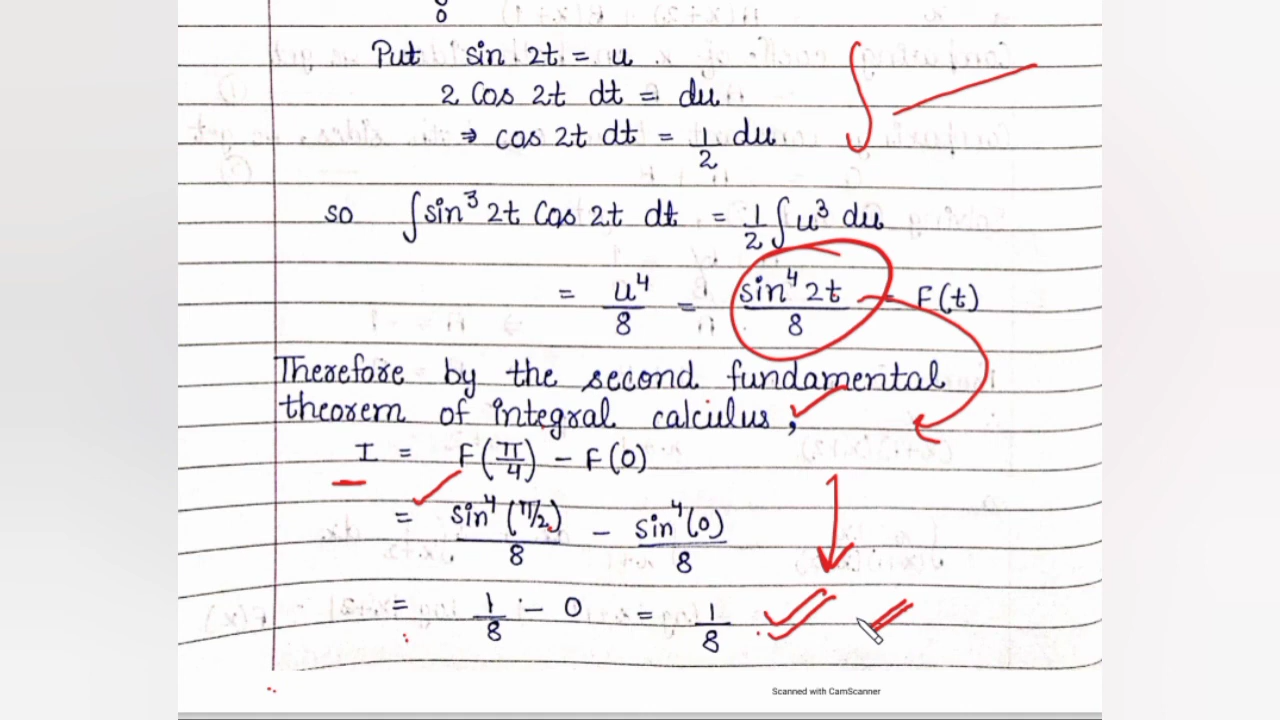 0
Put sin 2t = u
2 Cos 2t dt = du
⇒ cos 2t dt = 1/2 du
so ∫sin³ 2t Cos 2t dt = 1/2 ∫u³ du
= u⁴/8 = sin⁴ 2t/8 = F(t)
Therefore by the second fundamental
theorem of integral calculus,
I = F(π/4) - F(0)
= sin⁴(π/2)/8 - sin⁴(0)/8
= 1/8 - 0 = 1/8
Scanned with CamScanner